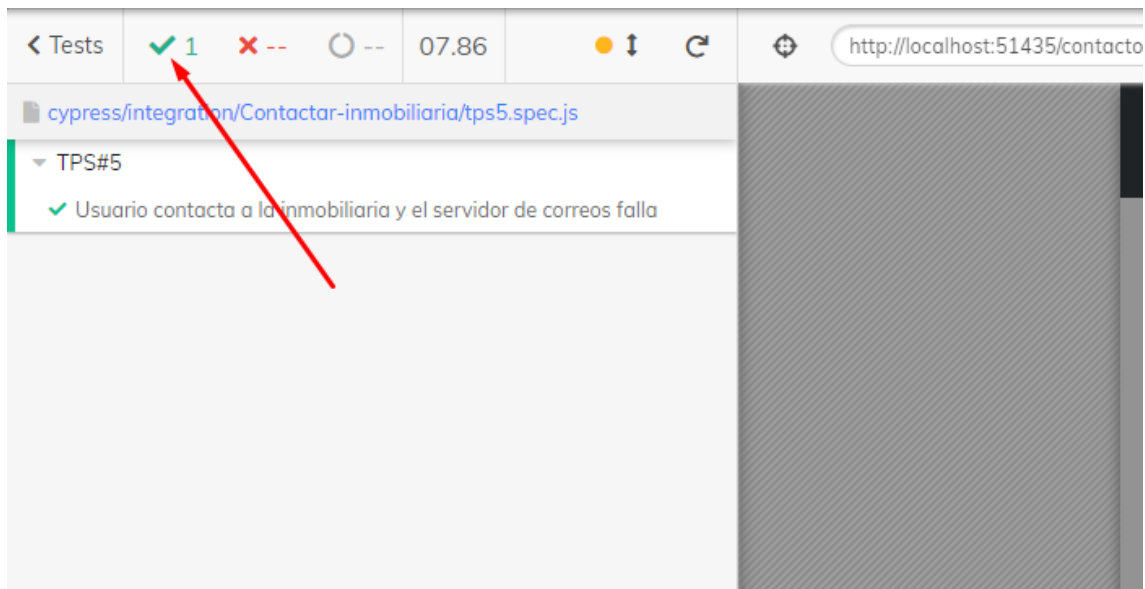 Tests 1 -- -- 07.86 http://localhost:51435/contacto
cypress/integration/Contactar-inmobiliaria/tps5.spec.js
TPS#5
Usuario contacta a la inmobiliaria y el servidor de correos falla